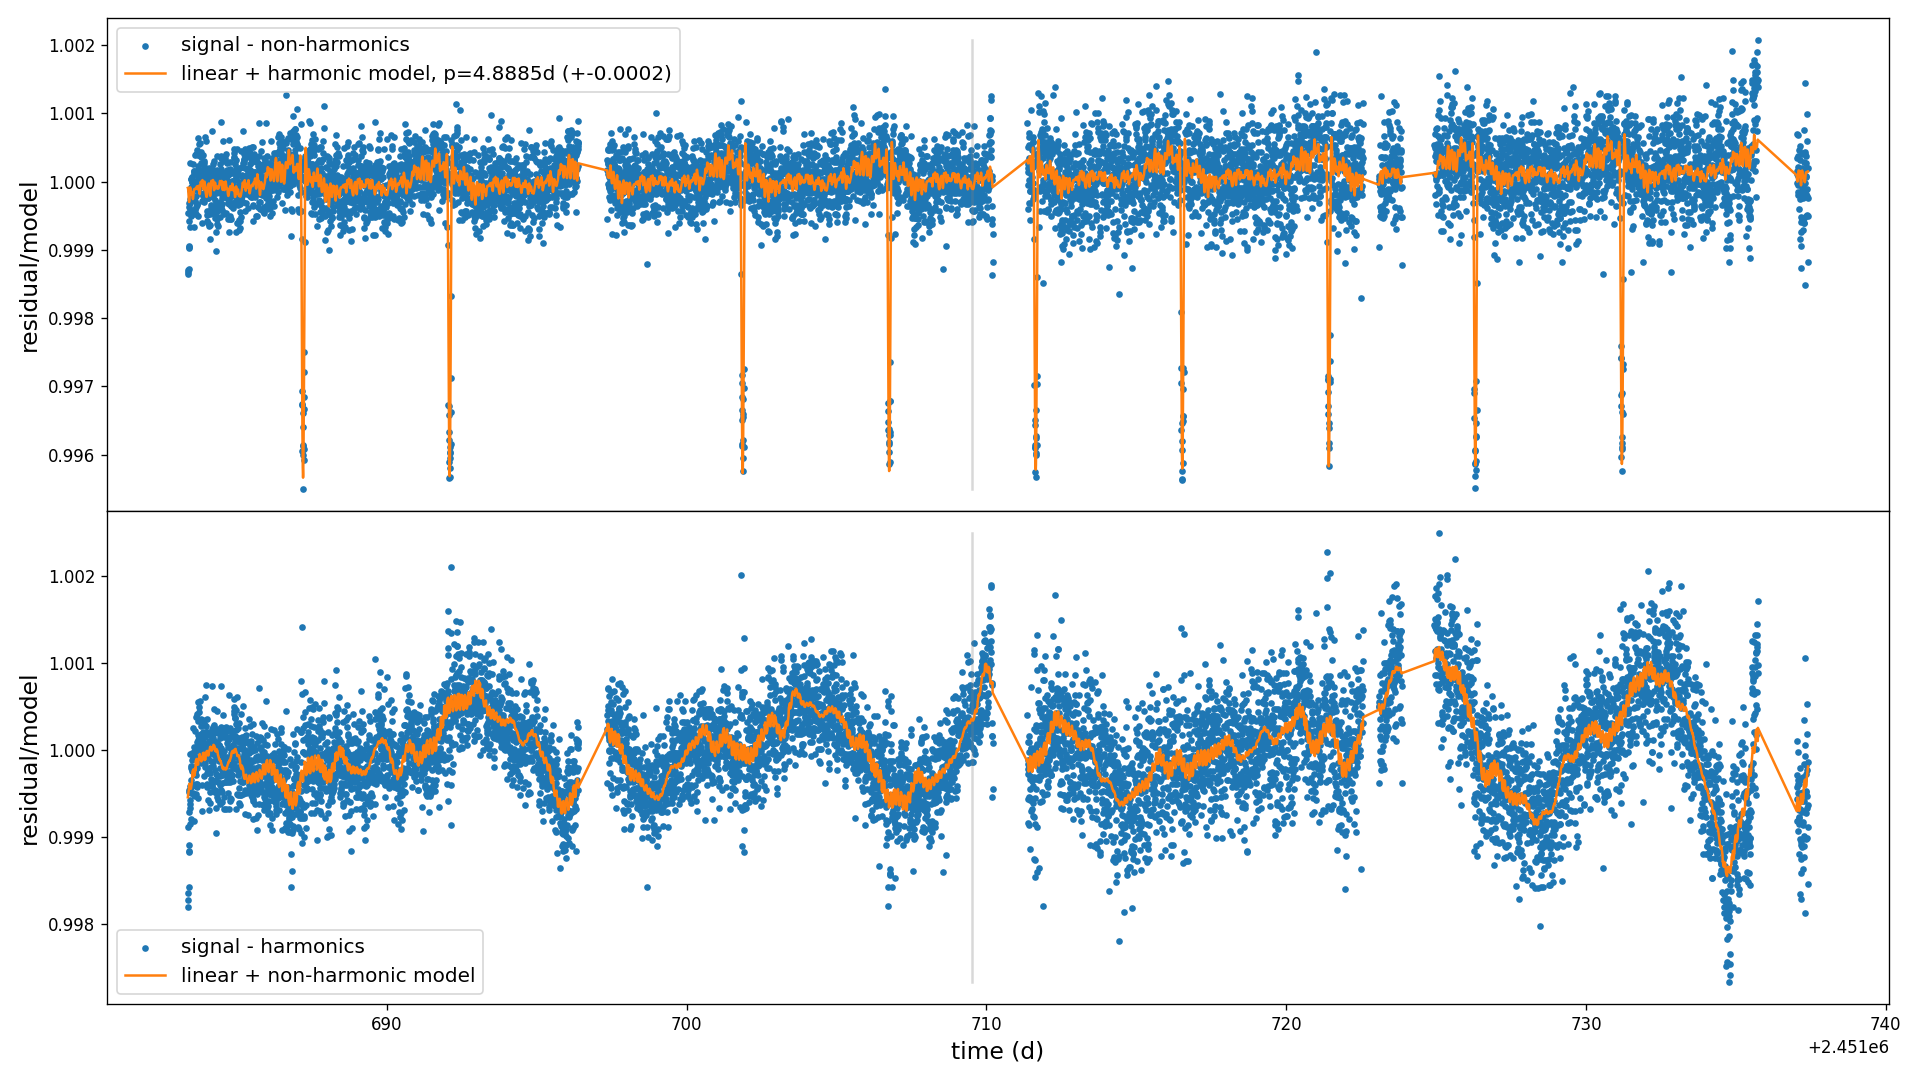 signal - non-harmonics
linear + harmonic model, p=4.8885d (+-0.0002)
residual/model
1.002
1.001
1.000
0.999
0.998
0.997
0.996
residual/model
1.002
1.001
1.000
0.999
0.998
signal - harmonics
linear + non-harmonic model
690
700
710
720
730
740
time (d)
+2.451e6